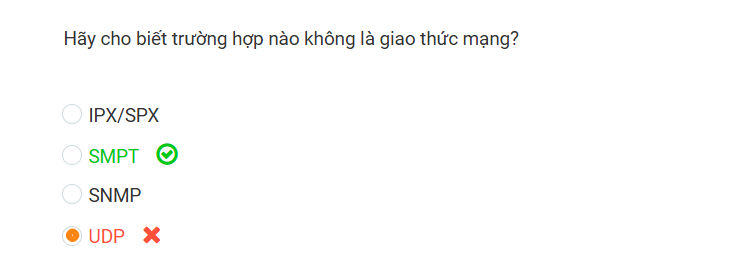 Hãy cho biết trường hợp nào không là giao thức mạng?
IPX/SPX
SMPT
SNMP
UDP